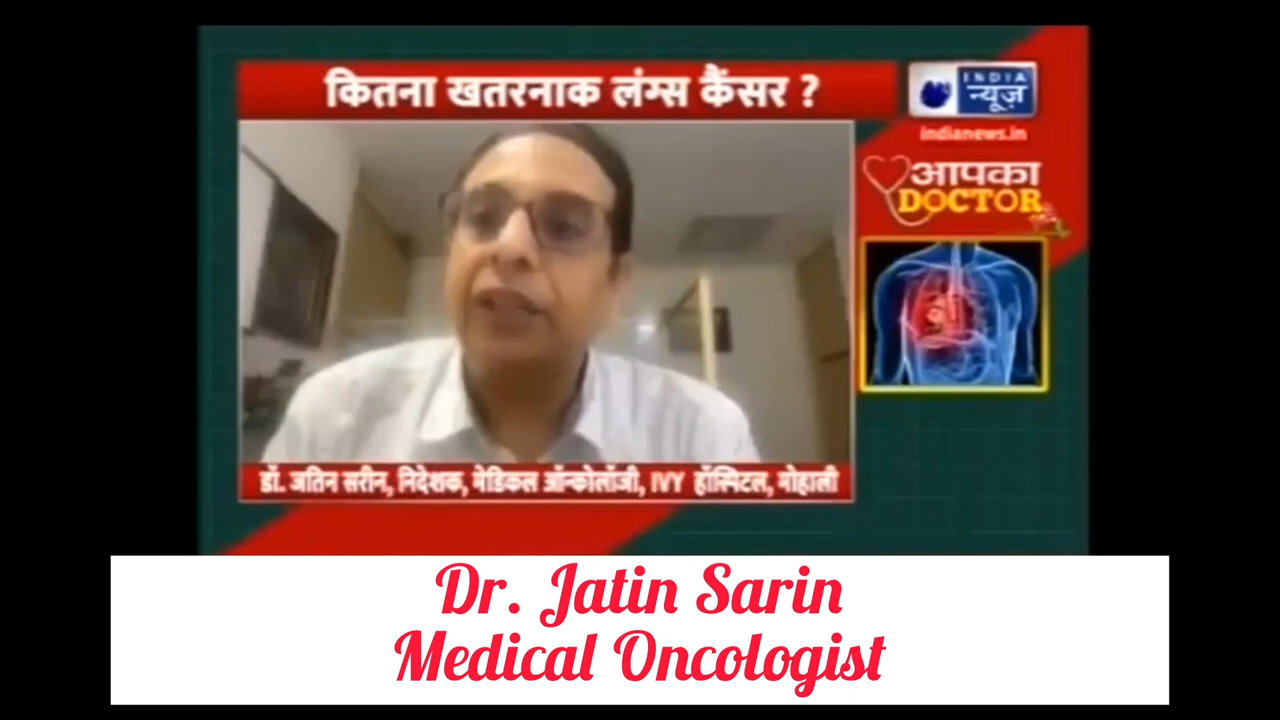 कितना खतरनाक लंग्स कैंसर ?
INDIA
न्यूज़
indianews.in
आपका
DOCTOR
डॉ. जतिन सरीन, निदेशक, मेडिकल ऑन्कोलॉजी, IVY हॉस्पिटल, मोहाली
Dr. Jatin Sarin
Medical Oncologist